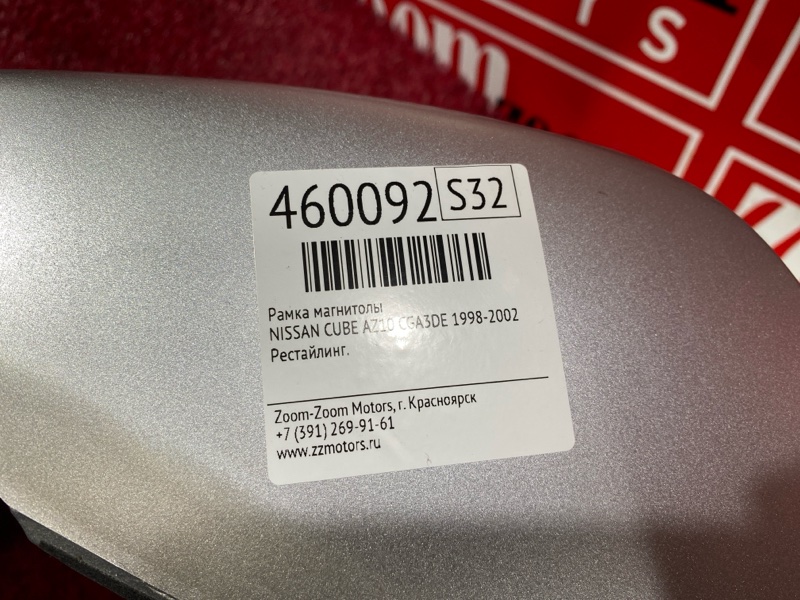 I S
om
460092 S32
Рамка магнитолы
NISSAN CUBE AZ10 CGA3DE 1998-2002
Рестайлинг.
Zoom-Zoom Motors, г. Красноярск
+7 (391) 269-91-61
www.zzmotors.ru